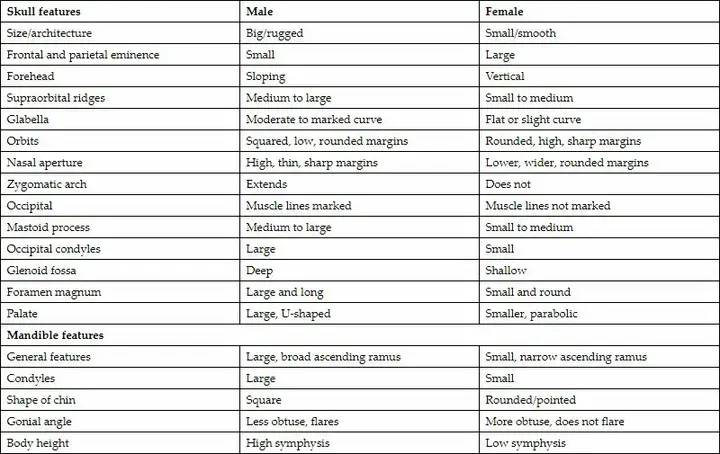 Skull features Male Female
Size/architecture Big/rugged Small/smooth
Frontal and parietal eminence Small Large
Forehead Sloping Vertical
Supraorbital ridges Medium to large Small to medium
Glabella Moderate to marked curve Flat or slight curve
Orbits Squared, low, rounded margins Rounded, high, sharp margins
Nasal aperture High, thin, sharp margins Lower, wider, rounded margins
Zygomatic arch Extends Does not
Occipital Muscle lines marked Muscle lines not marked
Mastoid process Medium to large Small to medium
Occipital condyles Large Small
Glenoid fossa Deep Shallow
Foramen magnum Large and long Small and round
Palate Large, U-shaped Smaller, parabolic
Mandible features
General features Large, broad ascending ramus Small, narrow ascending ramus
Condyles Large Small
Shape of chin Square Rounded/pointed
Gonial angle Less obtuse, flares More obtuse, does not flare
Body height High symphysis Low symphysis